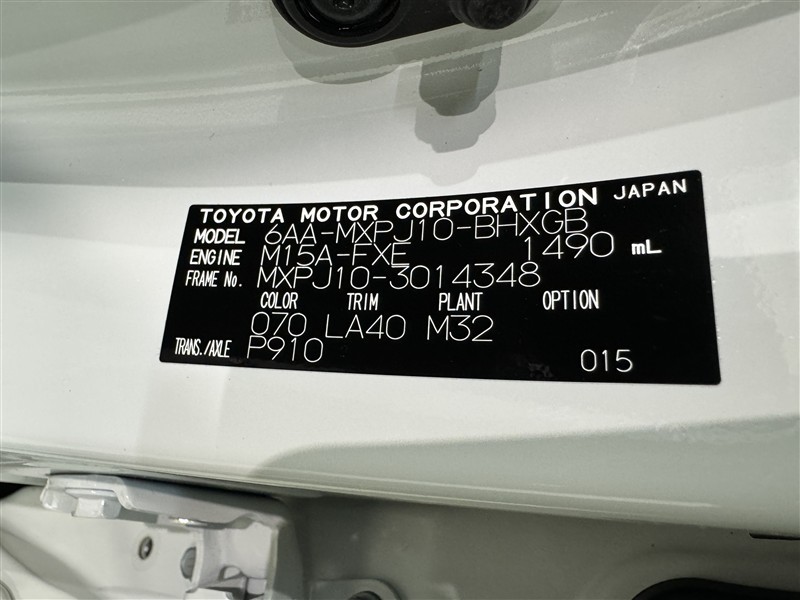 TOYOTA MOTOR CORPORATION JAPAN
MODEL 6AA-MXPJ10-BHXGB
ENGINE M15A-FXE 1490 mL
FRAME No. MXPJ10-3014348
COLOR TRIM PLANT OPTION
070 LA40 M32
TRANS./AXLE P910 015